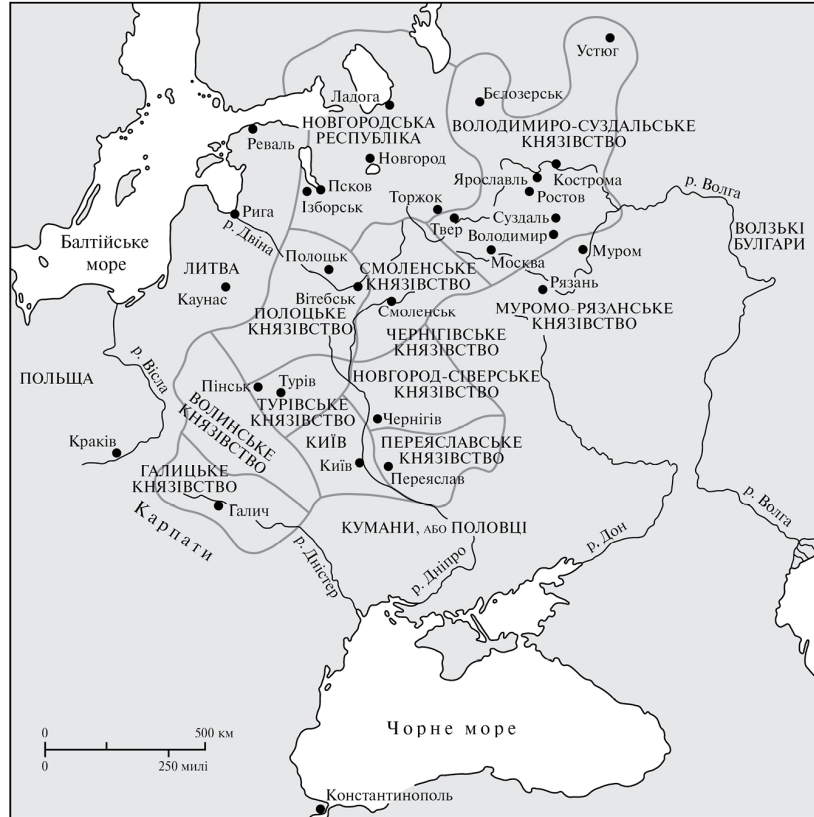 Устюг
Бєлозерськ
Ладога
НОВГОРОДСЬКА
РЕСПУБЛІКА
ВОЛОДИМИРО-СУЗДАЛЬСЬКЕ
КНЯЗІВСТВО
Реваль
Новгород
Ярославль
Кострома
Псков
Ізборськ
Ростов
р. Волга
Торжок
Рига
Твер
Суздаль
р. Двіна
Володимир
ВОЛЗЬКІ
БУЛГАРИ
Балтійське
море
Полоцьк
Москва
Муром
ЛИТВА
СМОЛЕНСЬКЕ
КНЯЗІВСТВО
Рязань
Каунас
Вітебськ
Смоленськ
ПОЛОЦЬКЕ
КНЯЗІВСТВО
МУРОМО-РЯЗАНСЬКЕ
КНЯЗІВСТВО
ЧЕРНІГІВСЬКЕ
КНЯЗІВСТВО
р. Вісла
ПОЛЬЩА
Пінськ
Турів
НОВГОРОД-СІВЕРСЬКЕ
КНЯЗІВСТВО
ТУРІВСЬКЕ
КНЯЗІВСТВО
ВОЛИНСЬКЕ
КНЯЗІВСТВО
Чернігів
Краків
КИЇВ
ПЕРЕЯСЛАВСЬКЕ
КНЯЗІВСТВО
Київ
Переяслав
ГАЛИЦЬКЕ
КНЯЗІВСТВО
Галич
Карпати
КУМАНИ, АБО ПОЛОВЦІ
р. Волга
р. Дон
р. Дністер
р. Дніпро
Чорне море
0 500 км
0 250 милі
Константинополь